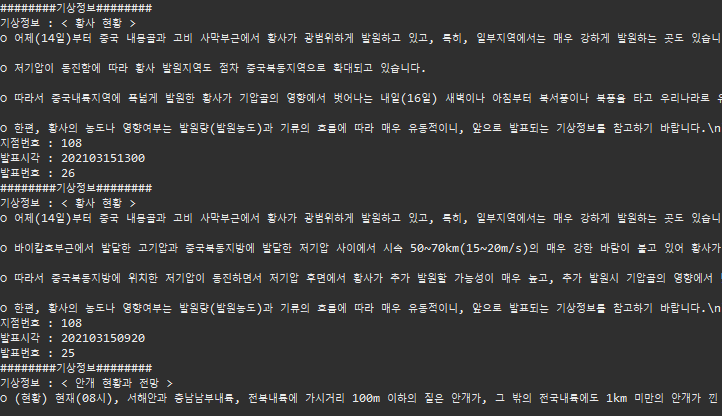 ########기상정보########
기상정보 : < 황사 현황 >
o 어제(14일)부터 중국 내몽골과 고비 사막부근에서 황사가 광범위하게 발원하고 있고, 특히, 일부지역에서는 매우 강하게 발원하는 곳도 있습니
o 저기압이 동진함에 따라 황사 발원지역도 점차 중국북동지역으로 확대되고 있습니다.
o 따라서 중국내륙지역에 폭넓게 발원한 황사가 기압골의 영향에서 벗어나는 내일(16일) 새벽이나 아침부터 북서풍이나 북풍을 타고 우리나라로
o 한편, 황사의 농도나 영향여부는 발원량(발원농도)과 기류의 흐름에 따라 매우 유동적이니, 앞으로 발표되는 기상정보를 참고하기 바랍니다.\n
지점번호 : 108
발표시각 : 202103151300
발표번호 : 26
########기상정보########
기상정보 : < 황사 현황 >
o 어제(14일)부터 중국 내몽골과 고비 사막부근에서 황사가 광범위하게 발원하고 있고, 특히, 일부지역에서는 매우 강하게 발원하는 곳도 있습니
o 바이칼호부근에서 발달한 고기압과 중국북동지방에 발달한 저기압 사이에서 시속 50~70km(15~20m/s)의 매우 강한 바람이 불고 있어 황사가
o 따라서 중국북동지방에 위치한 저기압이 동진하면서 저기압 후면에서 황사가 추가 발원할 가능성이 매우 높고, 추가 발원시 기압골의 영향에서
o 한편, 황사의 농도나 영향여부는 발원량(발원농도)과 기류의 흐름에 따라 매우 유동적이니, 앞으로 발표되는 기상정보를 참고하기 바랍니다.\n
지점번호 : 108
발표시각 : 202103150920
발표번호 : 25
########기상정보########
기상정보 : < 안개 현황과 전망 >
o (현황) 현재(08시), 서해안과 충남남부내륙, 전북내륙에 가시거리 100m 이하의 짙은 안개가, 그 밖의 전국내륙에도 1km 미만의 안개가 낀